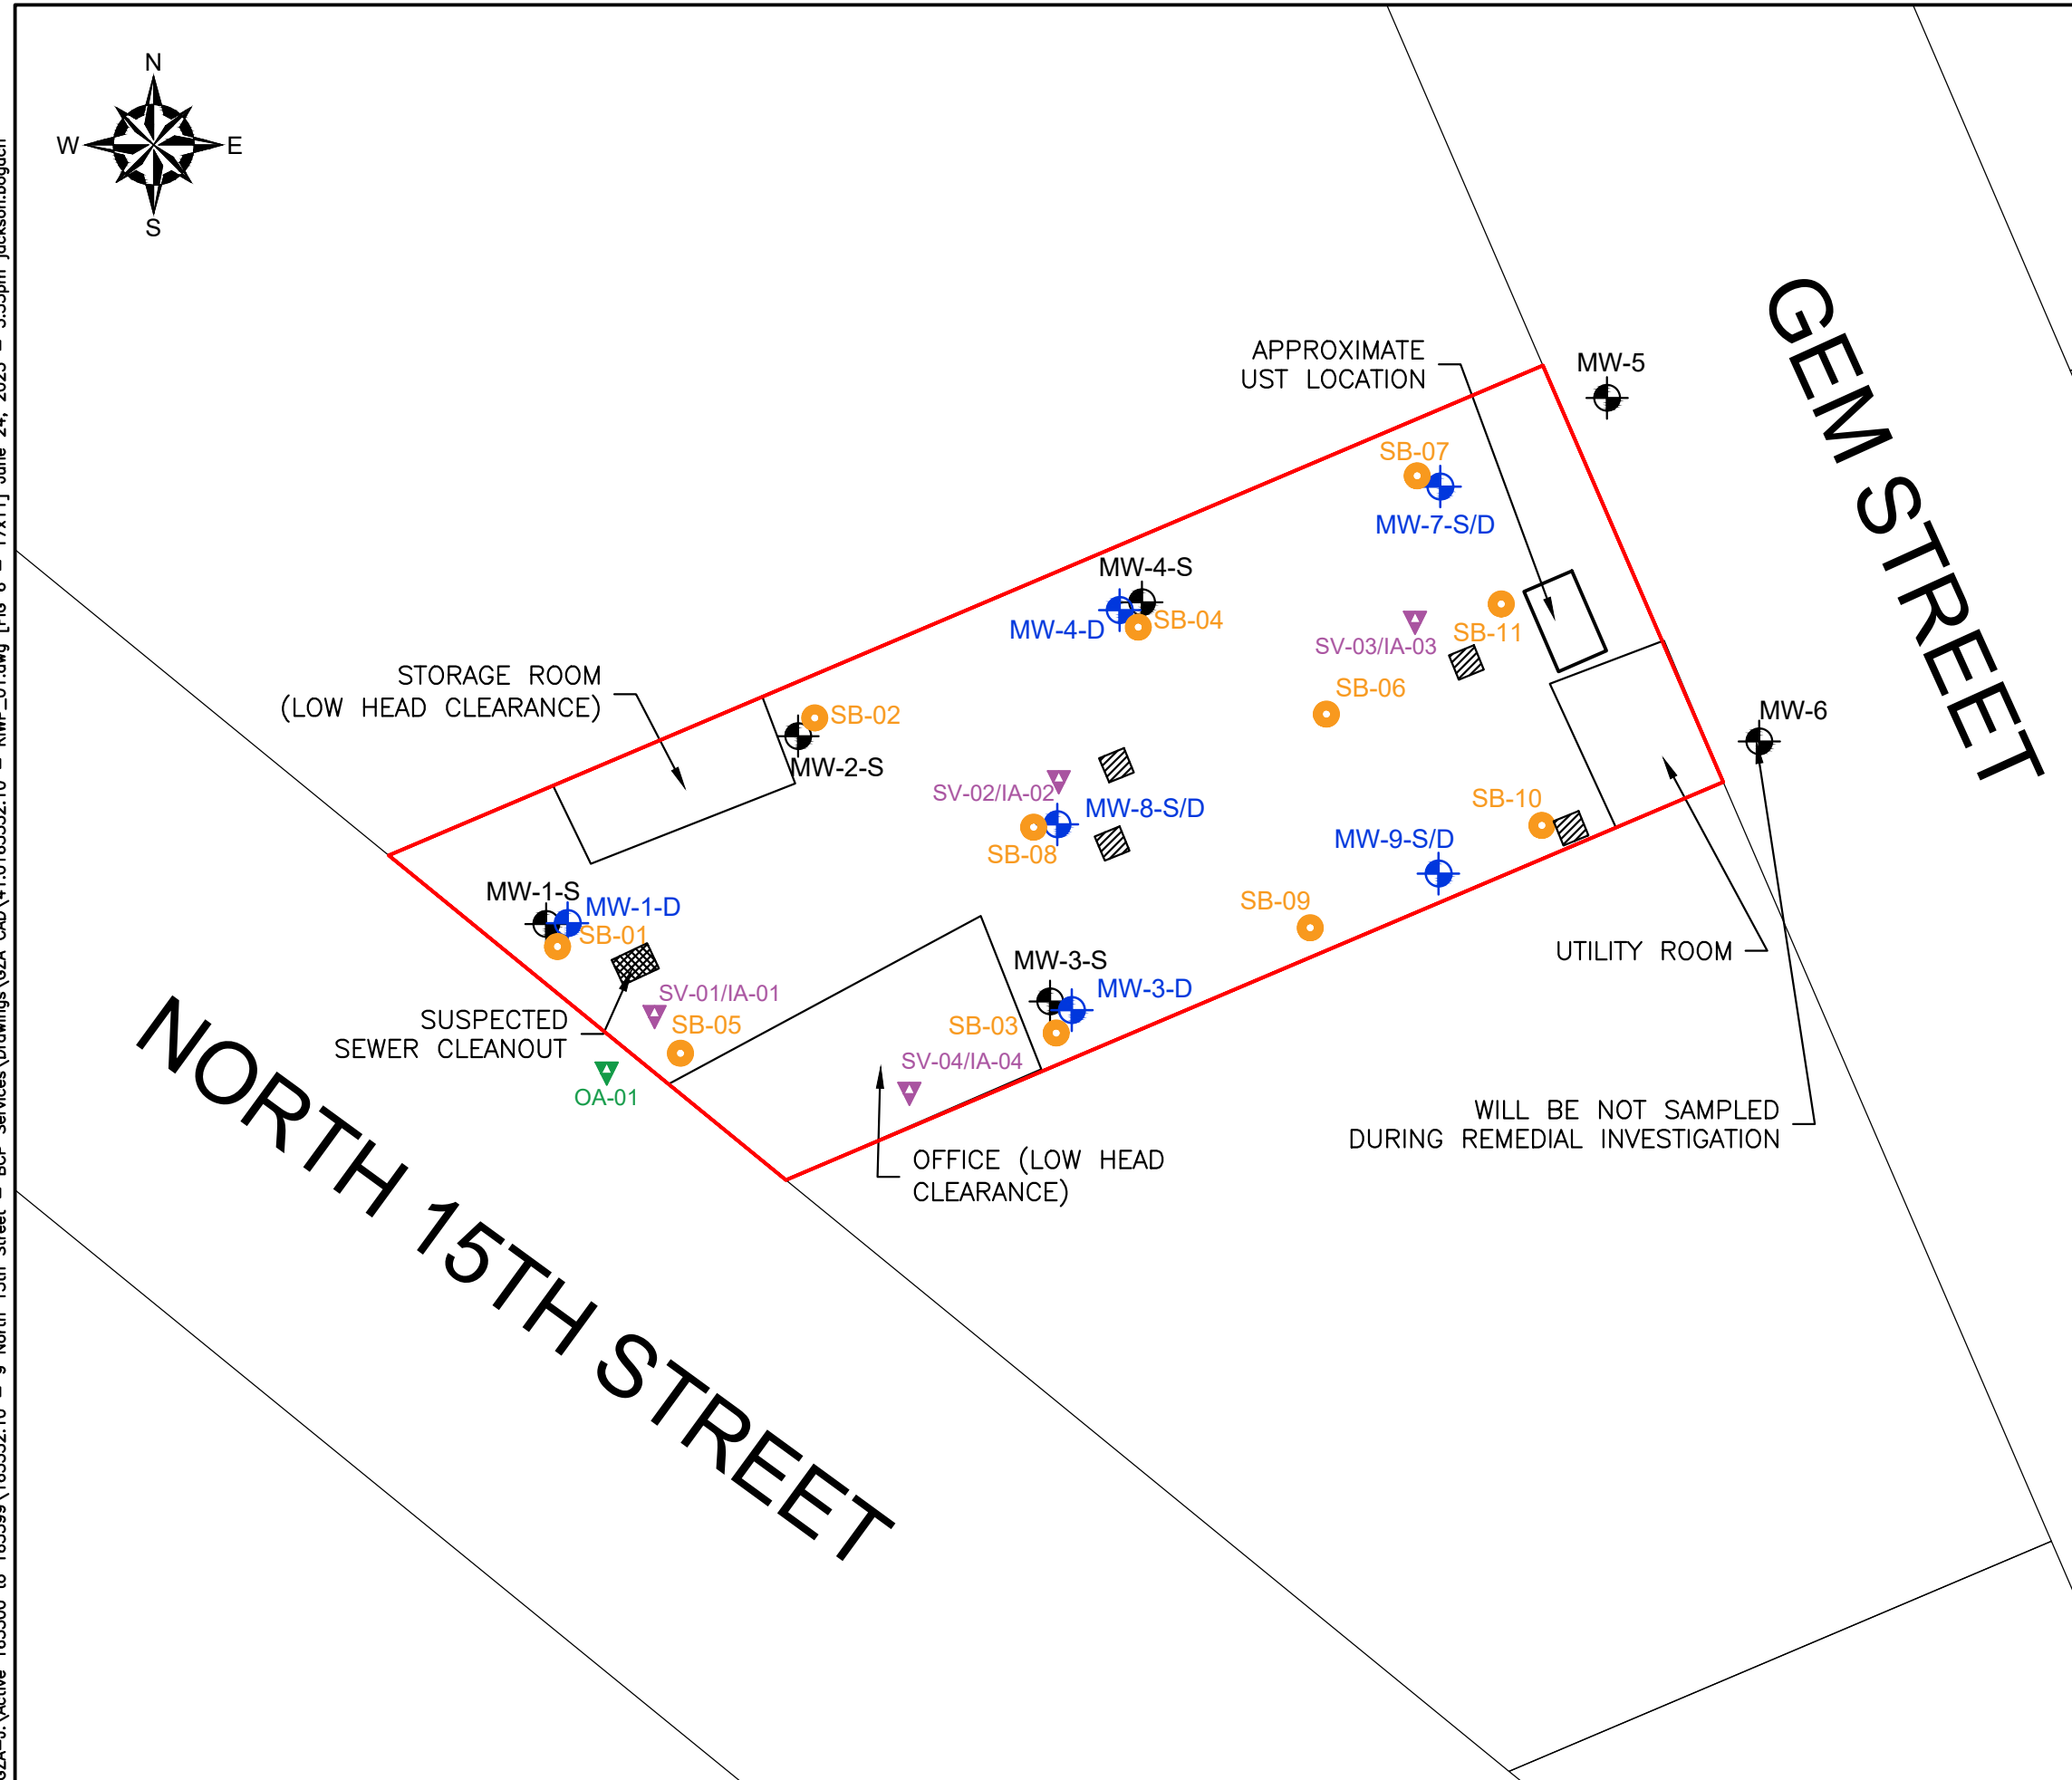 N
W E
S
GEM STREET
APPROXIMATE
UST LOCATION
MW-5
SB-07
MW-7-S/D
MW-4-S
MW-4-D
SB-04
SV-03/IA-03
SB-11
STORAGE ROOM
(LOW HEAD CLEARANCE)
SB-06
SB-02
MW-2-S
MW-6
SV-02/IA-02
MW-8-S/D
SB-08
SB-10
MW-9-S/D
MW-1-S
MW-1-D
SB-01
SB-09
UTILITY ROOM
MW-3-S
MW-3-D
SV-01/IA-01
SUSPECTED
SEWER CLEANOUT
SB-05
SB-03
SV-04/IA-04
OA-01
WILL BE NOT SAMPLED
DURING REMEDIAL INVESTIGATION
OFFICE (LOW HEAD
CLEARANCE)
NORTH 15TH STREET